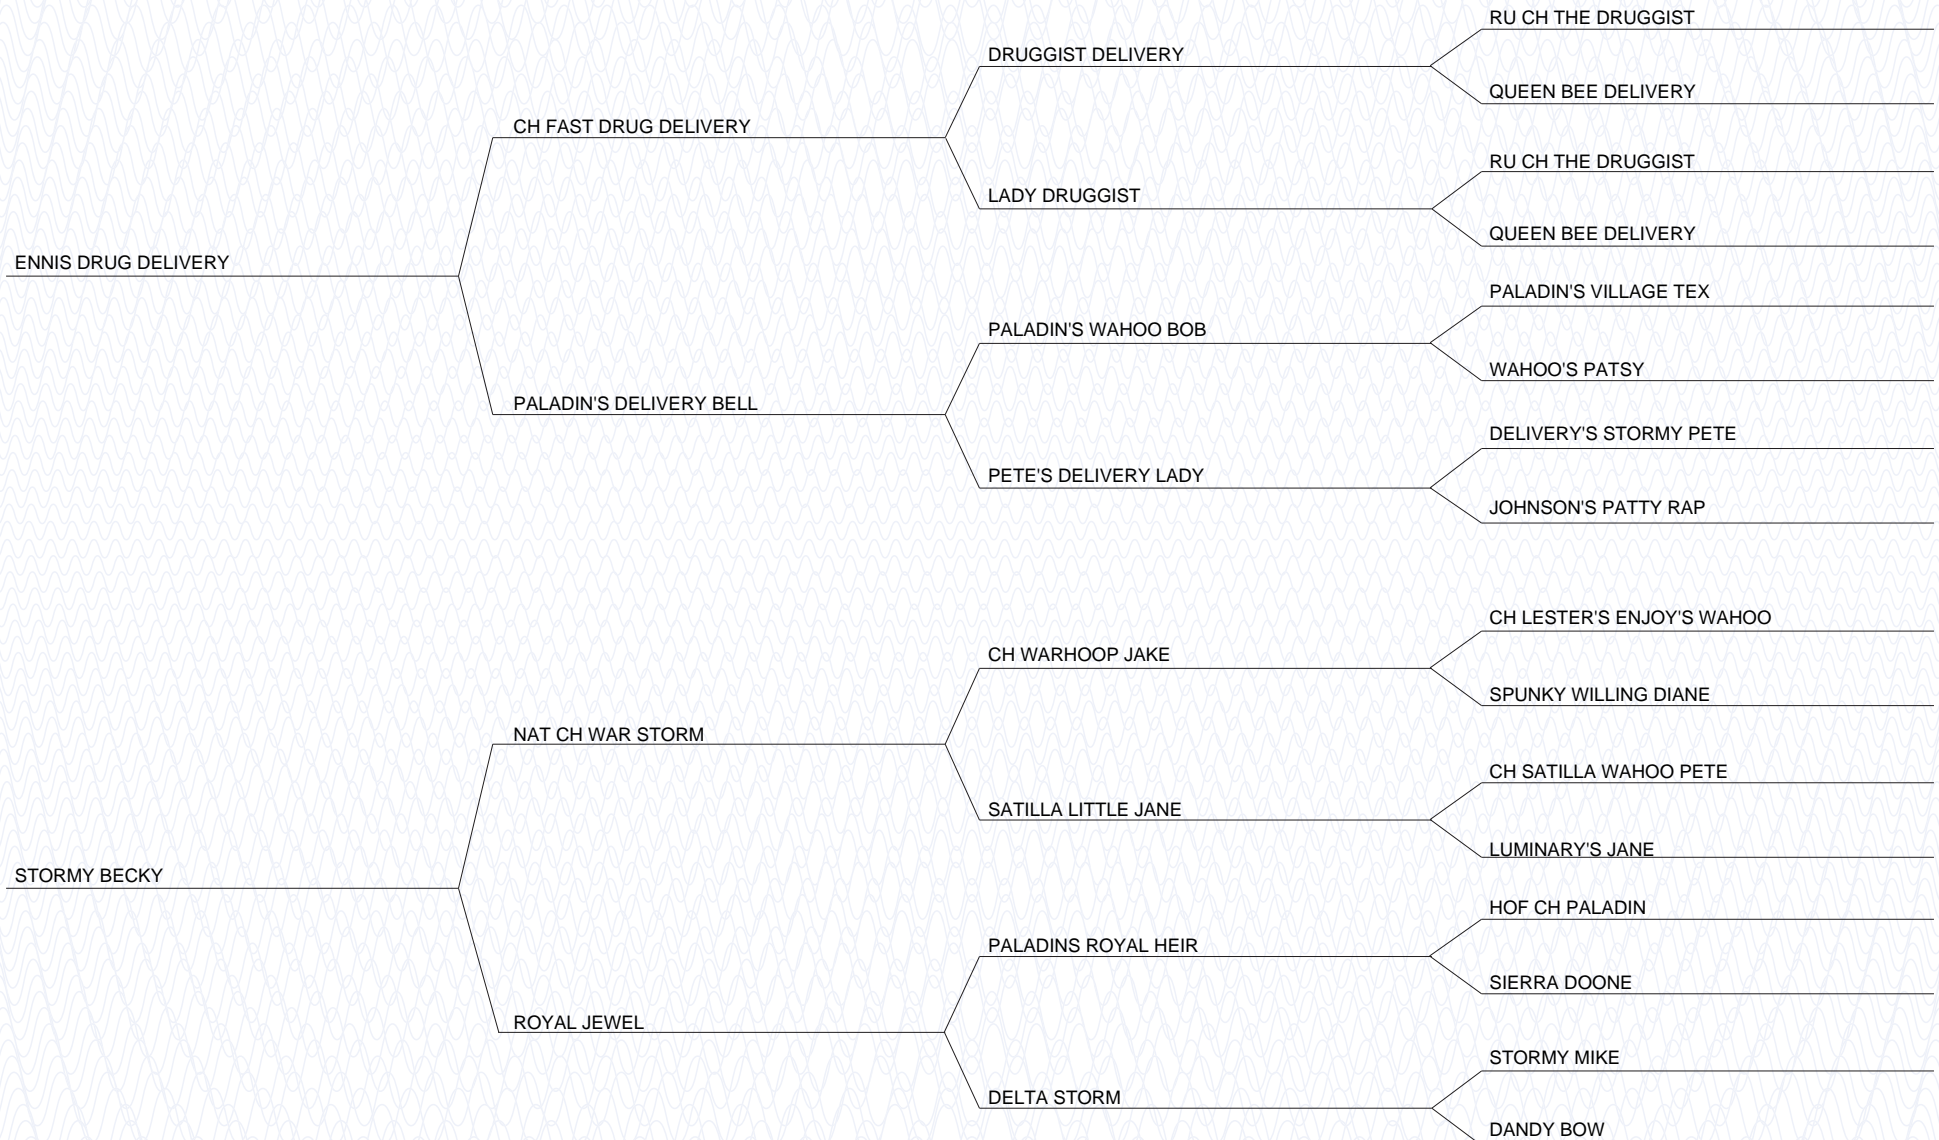 RU CH THE DRUGGIST
DRUGGIST DELIVERY
QUEEN BEE DELIVERY
CH FAST DRUG DELIVERY
RU CH THE DRUGGIST
LADY DRUGGIST
QUEEN BEE DELIVERY
ENNIS DRUG DELIVERY
PALADIN'S VILLAGE TEX
PALADIN'S WAHOO BOB
WAHOO'S PATSY
PALADIN'S DELIVERY BELL
DELIVERY'S STORMY PETE
PETE'S DELIVERY LADY
JOHNSON'S PATTY RAP
CH LESTER'S ENJOY'S WAHOO
CH WARHOOP JAKE
SPUNKY WILLING DIANE
NAT CH WAR STORM
CH SATILLA WAHOO PETE
SATILLA LITTLE JANE
LUMINARY'S JANE
STORMY BECKY
HOF CH PALADIN
PALADINS ROYAL HEIR
SIERRA DOONE
ROYAL JEWEL
STORMY MIKE
DELTA STORM
DANDY BOW